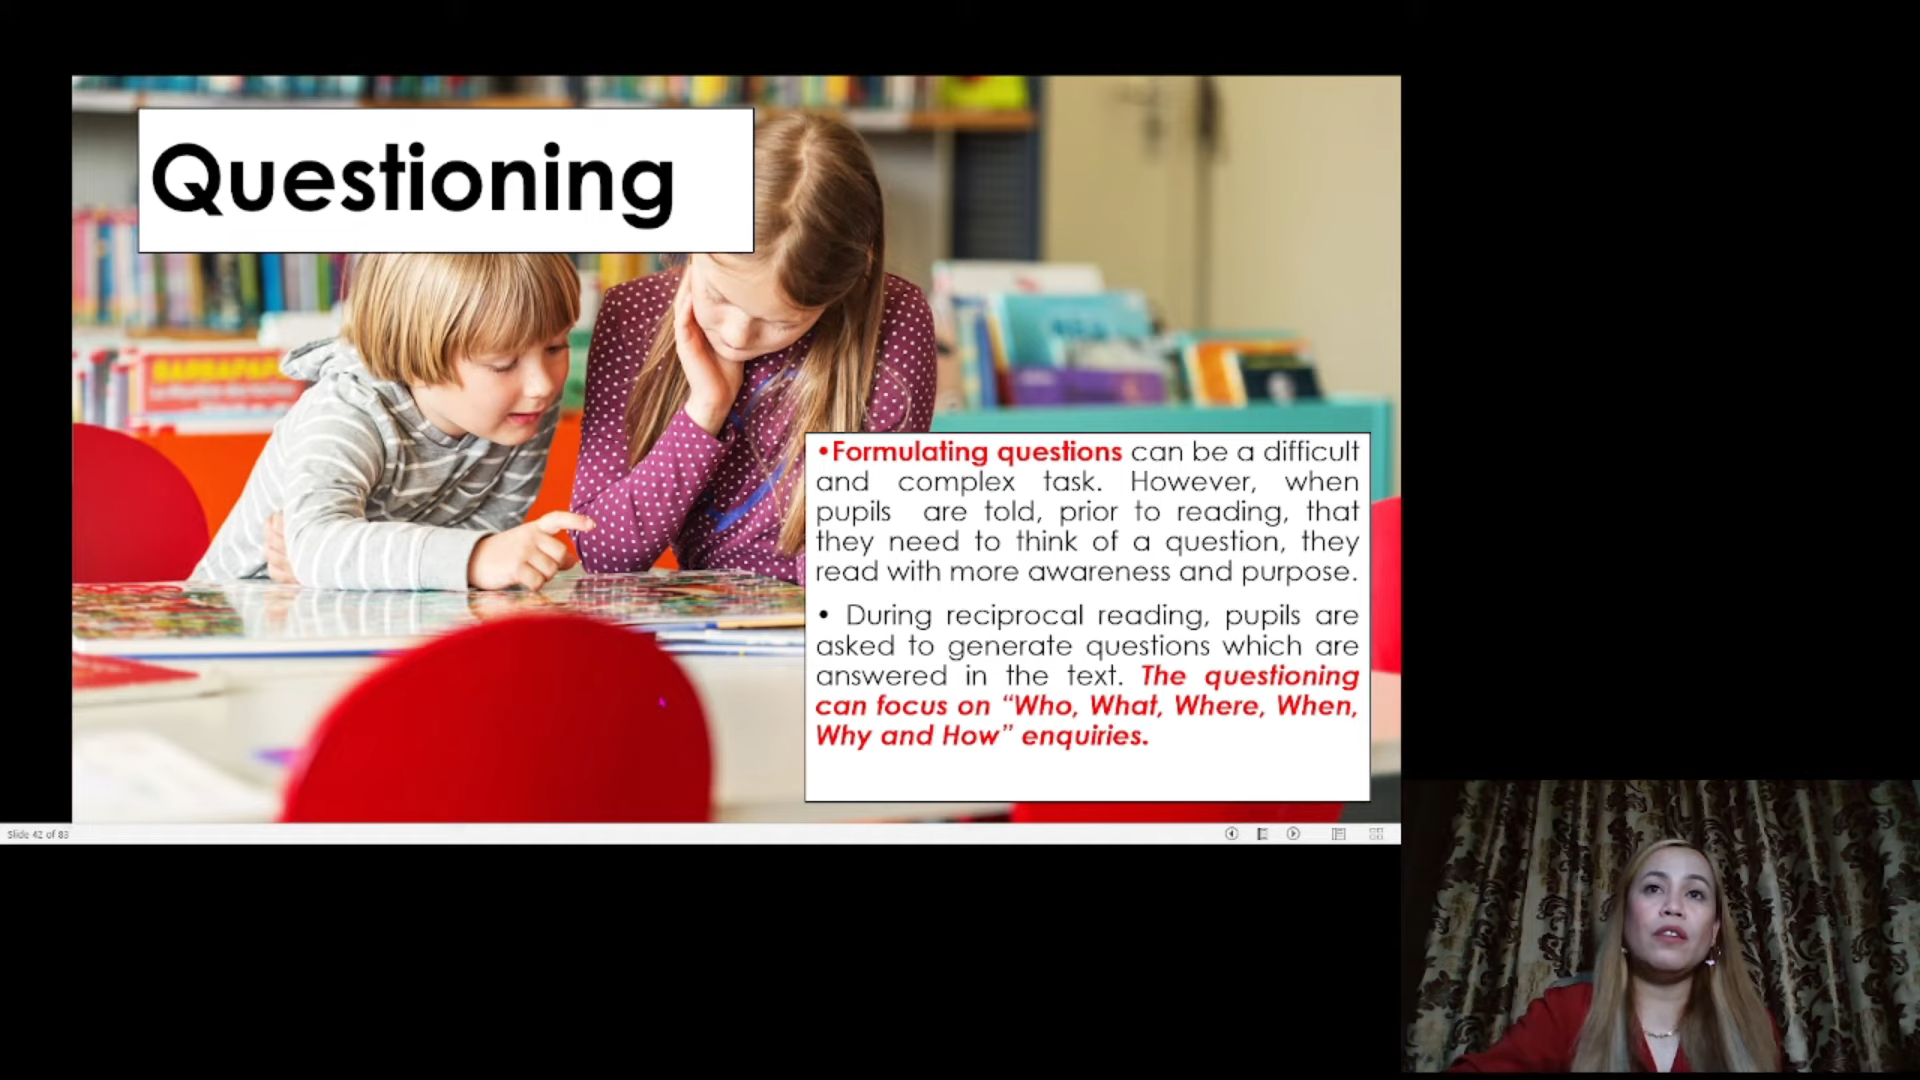 Questioning
BARBAPAPA
•Formulating questions can be a difficult
and complex task. However, when
pupils are told, prior to reading, that
they need to think of a question, they
read with more awareness and purpose.
• During reciprocal reading, pupils are
asked to generate questions which are
answered in the text. The questioning
can focus on “Who, What, Where, When,
Why and How” enquiries.
Slide 42 of 83